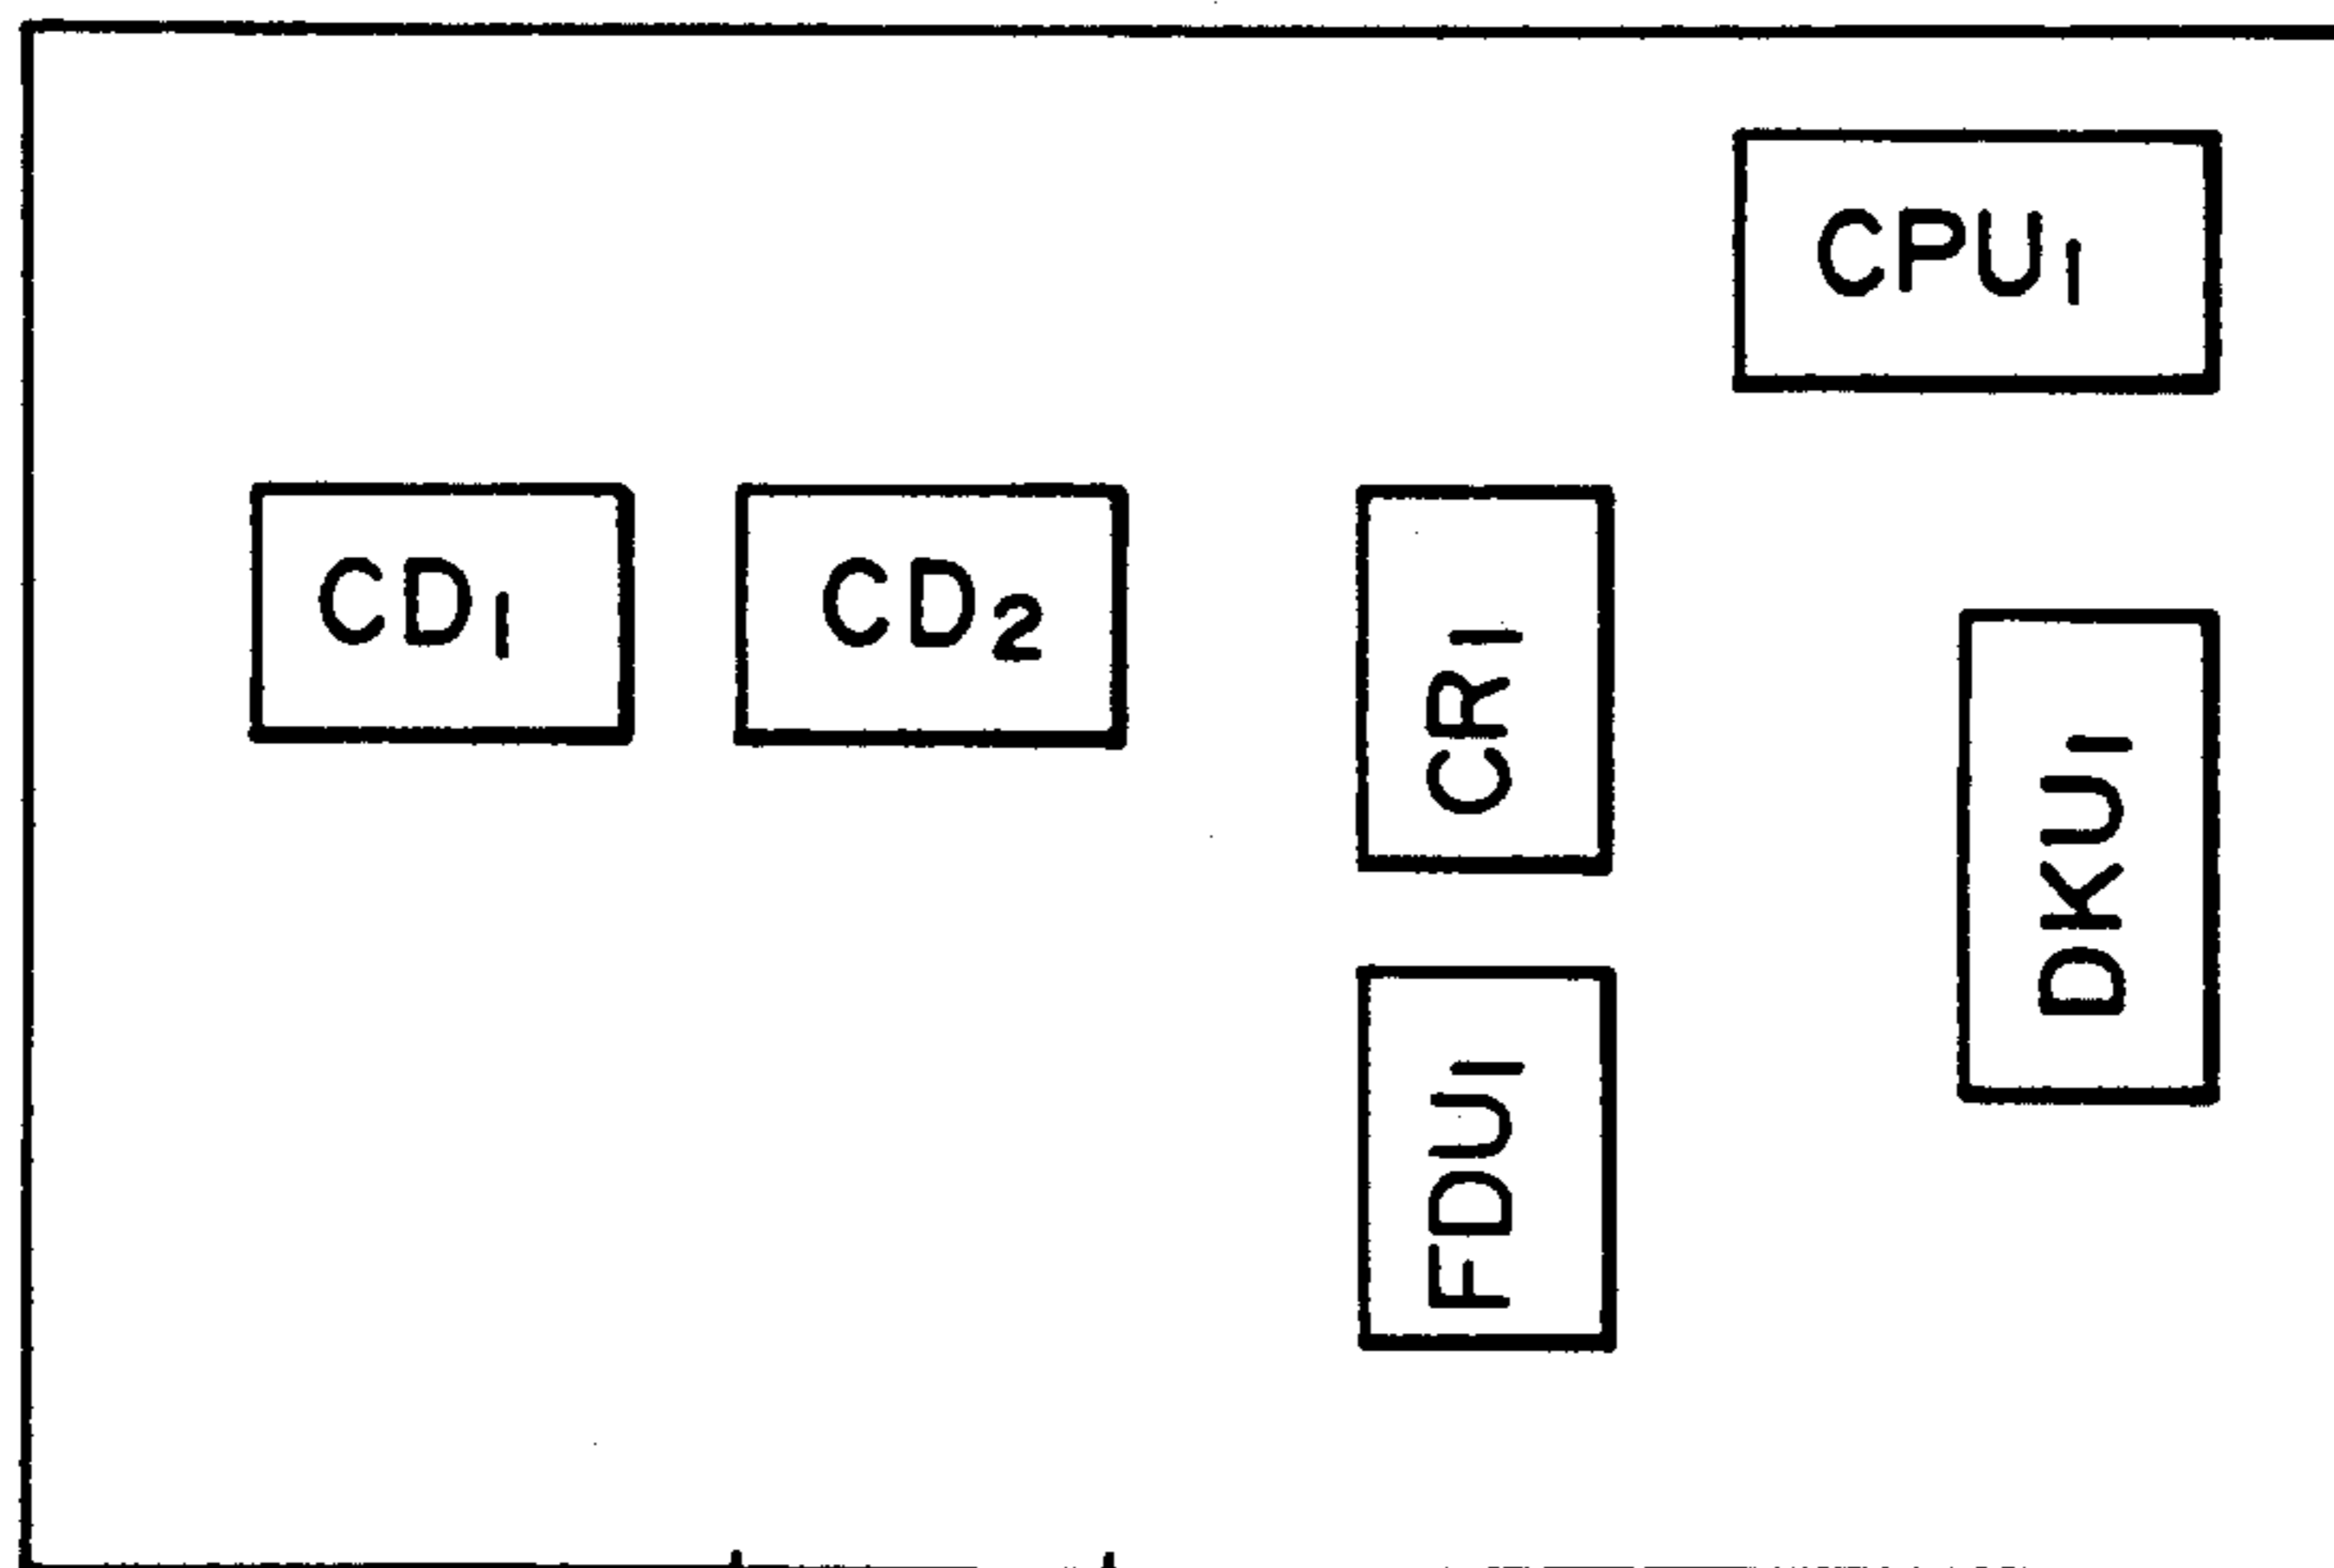 CPU₁
CD₁
CD₂
CR₁
DKU₁
FDU₁